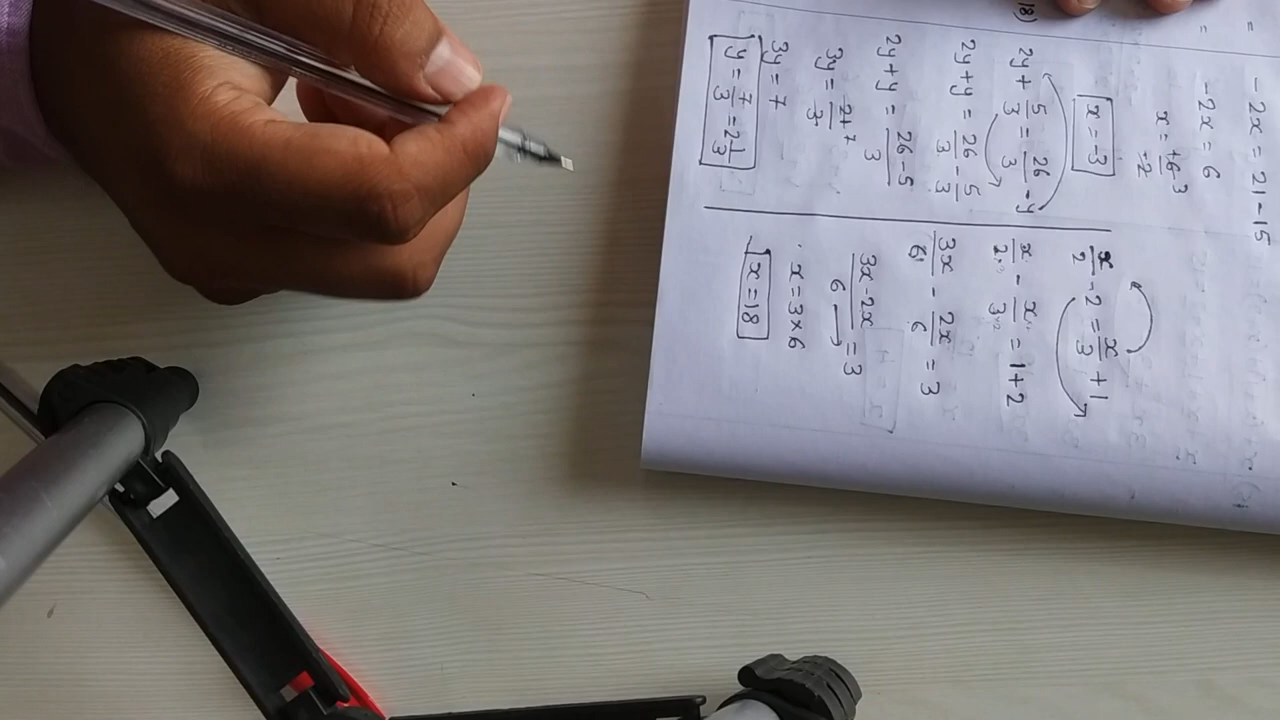 = - 2x = 21 - 15
= - 2x = 6
x = +6 3 / -2
x = -3
18)
2y + 5/3 = 26/3 - y
2y + y = 26/3 - 5/3
2y + y = 26 - 5 / 3
3y = 21 7 / 3
3y = 7
y = 7/3 = 2 1/3
x/2 - 2 = x/3 + 1
x/2 - x/3 = 1 + 2
3x/6 - 2x/6 = 3
3x - 2x / 6 = 3
x = 3 × 6
x = 18